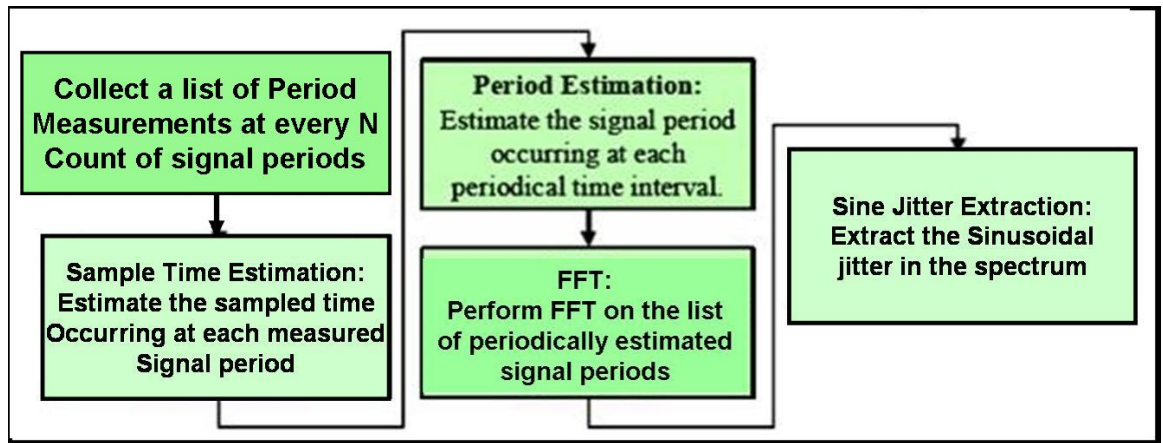 Collect a list of Period
Measurements at every N
Count of signal periods
Sample Time Estimation:
Estimate the sampled time
Occurring at each measured
Signal period
Period Estimation:
Estimate the signal period
occurring at each
periodical time interval.
FFT:
Perform FFT on the list
of periodically estimated
signal periods
Sine Jitter Extraction:
Extract the Sinusoidal
jitter in the spectrum